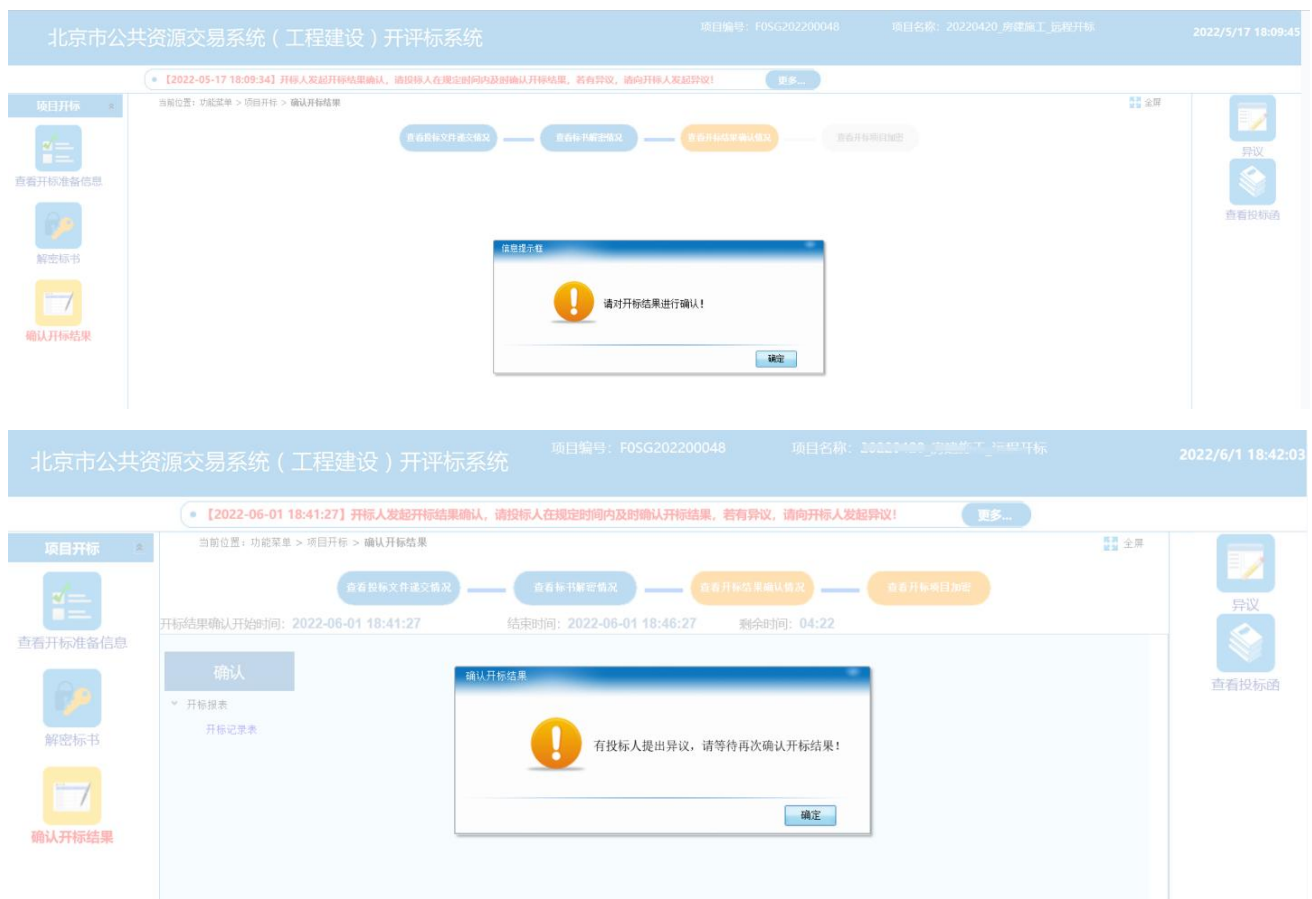 北京市公共资源交易系统（工程建设）开评标系统
项目编号：F0SG202200048
项目名称：20220420_房建施工_远程开标
2022/5/17 18:09:45
【2022-05-17 18:09:34】开标人发起开标结果确认，请投标人在规定时间内及时确认开标结果，若有异议，请向开标人发起异议！
更多...
项目开标
当前位置：功能菜单 > 项目开标 > 确认开标结果
全屏
查看投标文件递交情况
查看标书解密情况
查看开标结果确认情况
查看开标项目加密
查看开标准备信息
解密标书
确认开标结果
异议
查看投标函
信息提示框
请对开标结果进行确认！
确定
北京市公共资源交易系统（工程建设）开评标系统
项目编号：F0SG202200048
项目名称：20220420_房建施工_远程开标
2022/6/1 18:42:03
【2022-06-01 18:41:27】开标人发起开标结果确认，请投标人在规定时间内及时确认开标结果，若有异议，请向开标人发起异议！
更多...
项目开标
当前位置：功能菜单 > 项目开标 > 确认开标结果
全屏
查看投标文件递交情况
查看标书解密情况
查看开标结果确认情况
查看开标项目加密
开标结果确认开始时间：2022-06-01 18:41:27
结束时间：2022-06-01 18:46:27
剩余时间：04:22
查看开标准备信息
解密标书
确认开标结果
确认
开标报表
开标记录表
异议
查看投标函
确认开标结果
有投标人提出异议，请等待再次确认开标结果！
确定